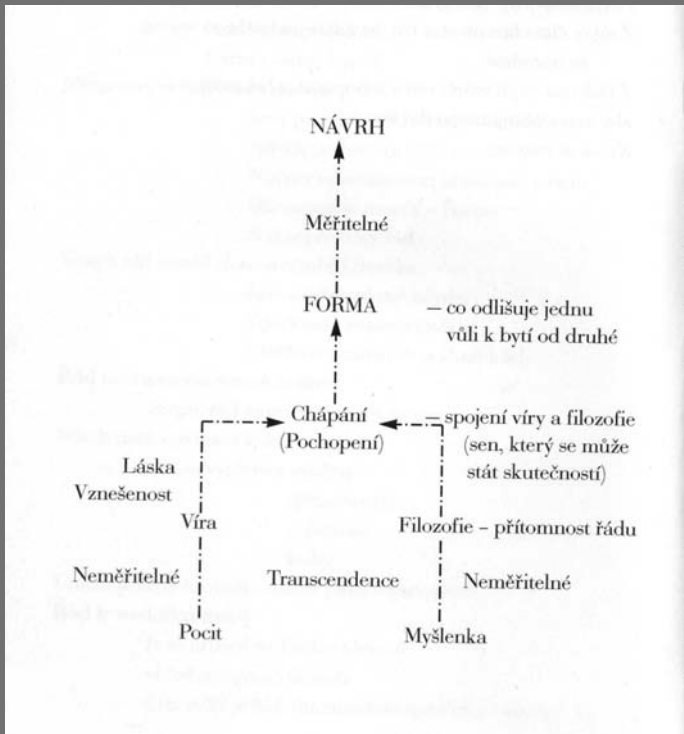 NÁVRH
Měřitelné
FORMA
– co odlišuje jednu
vůli k bytí od druhé
Chápání
(Pochopení)
– spojení víry a filozofie
(sen, který se může
stát skutečností)
Láska
Vznešenost
Víra
Filozofie – přítomnost řádu
Neměřitelné
Transcendence
Neměřitelné
Pocit
Myšlenka